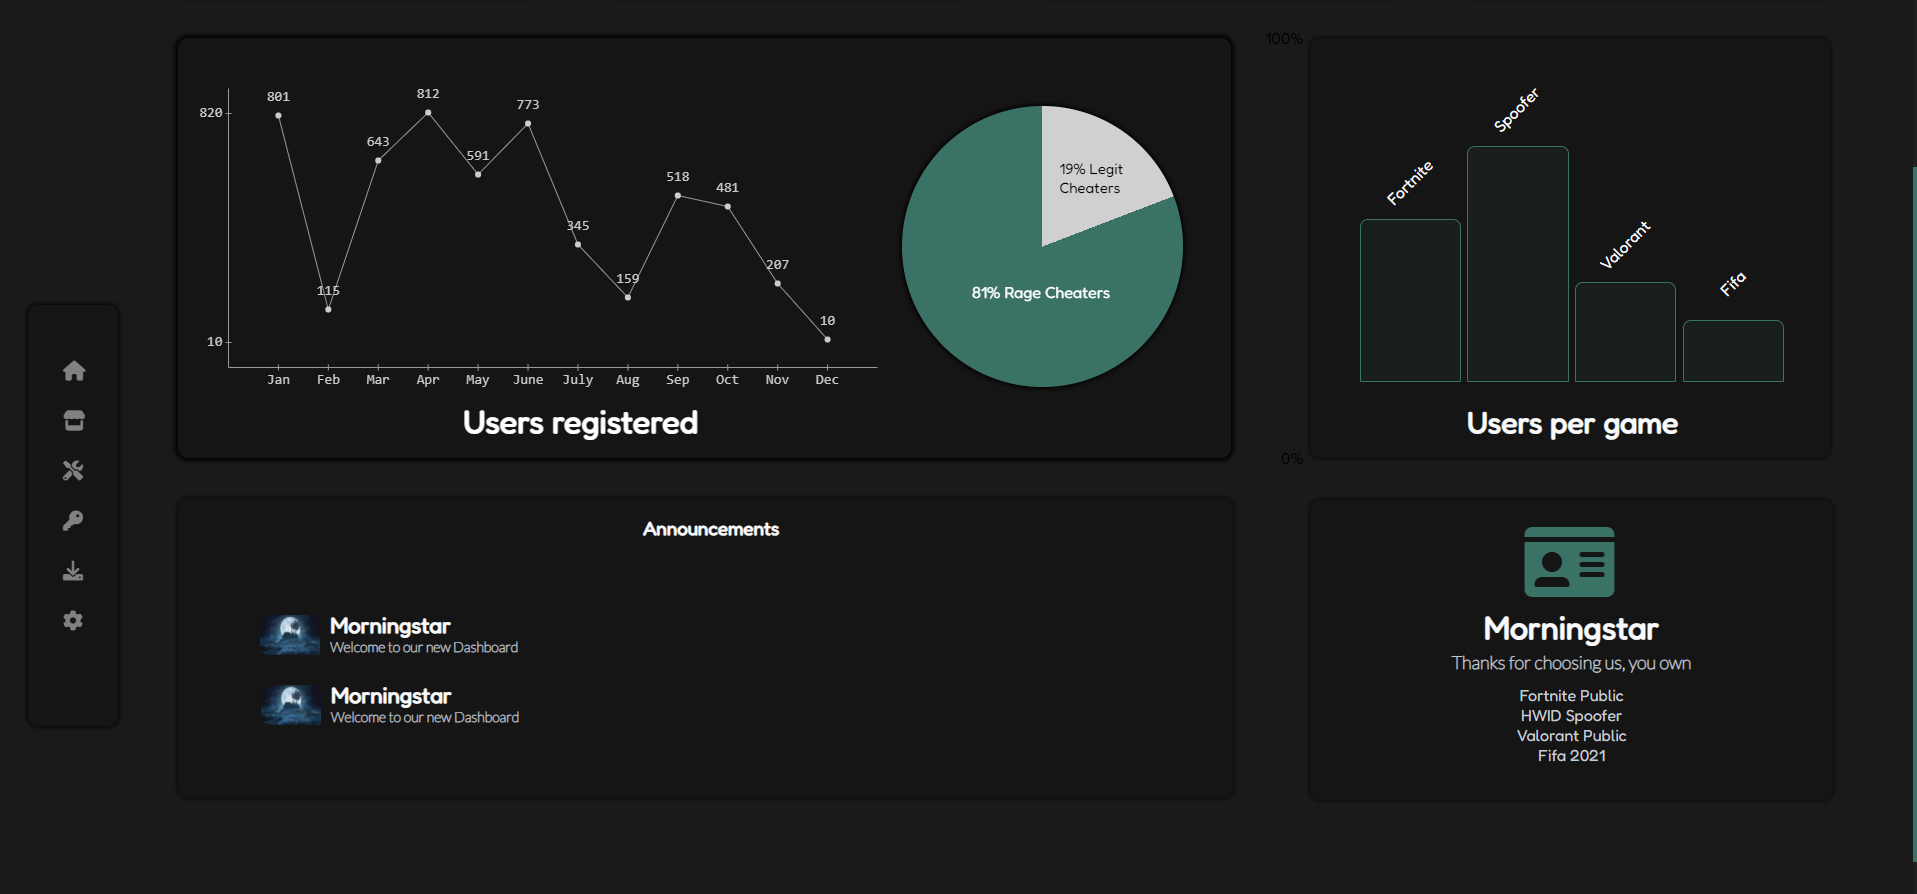 801
812
773
820
643
591
518
481
345
207
159
115
10
10
Jan Feb Mar Apr May June July Aug Sep Oct Nov Dec
Users registered
19% Legit
Cheaters
81% Rage Cheaters
100%
0%
Fortnite
Spoofer
Valorant
Fifa
Users per game
Announcements
Morningstar
Welcome to our new Dashboard
Morningstar
Welcome to our new Dashboard
Morningstar
Thanks for choosing us, you own
Fortnite Public
HWID Spoofer
Valorant Public
Fifa 2021